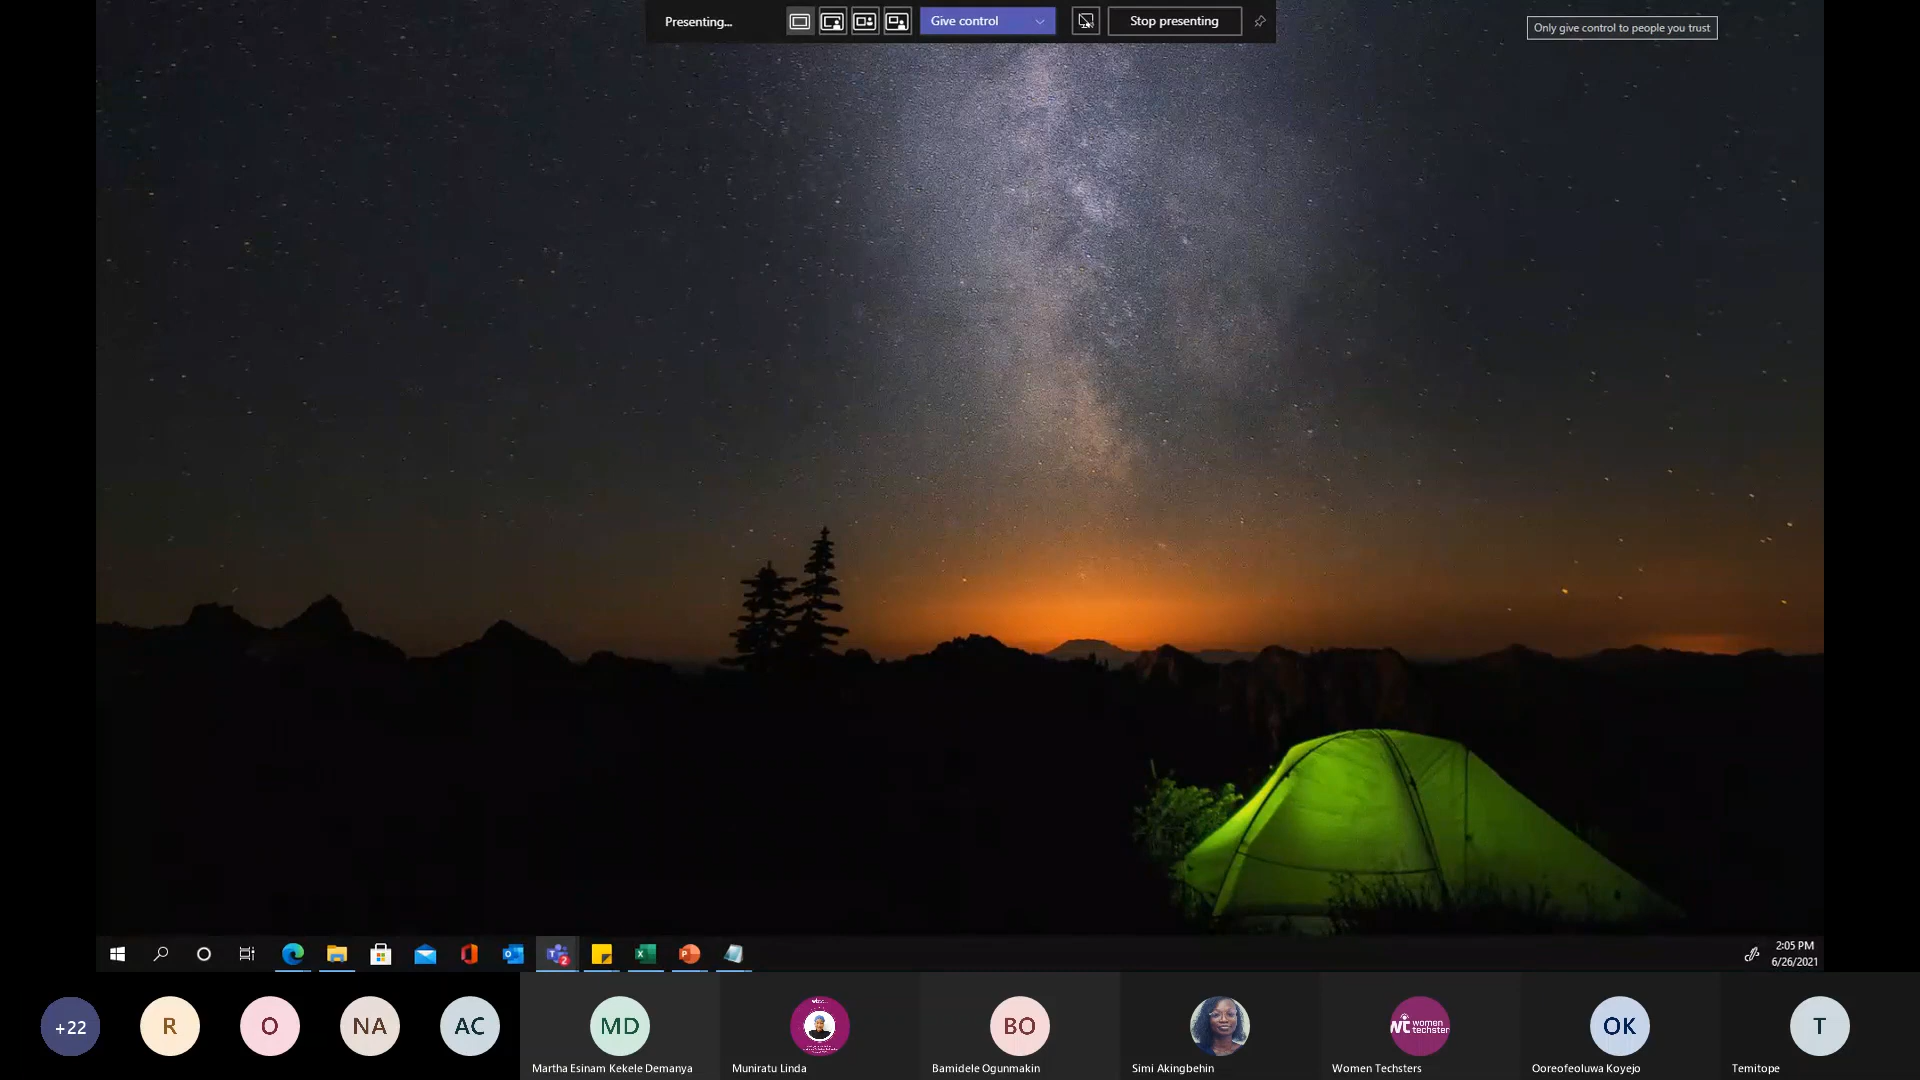 Presenting...
Give control
Stop presenting
Only give control to people you trust
2:05 PM
6/26/2021
+22
R
O
NA
AC
MD
BO
women
techster
OK
T
Martha Esinam Kekele Demanya
Muniratu Linda
Bamidele Ogunmakin
Simi Akingbehin
Women Techsters
Ooreofeoluwa Koyejo
Temitope